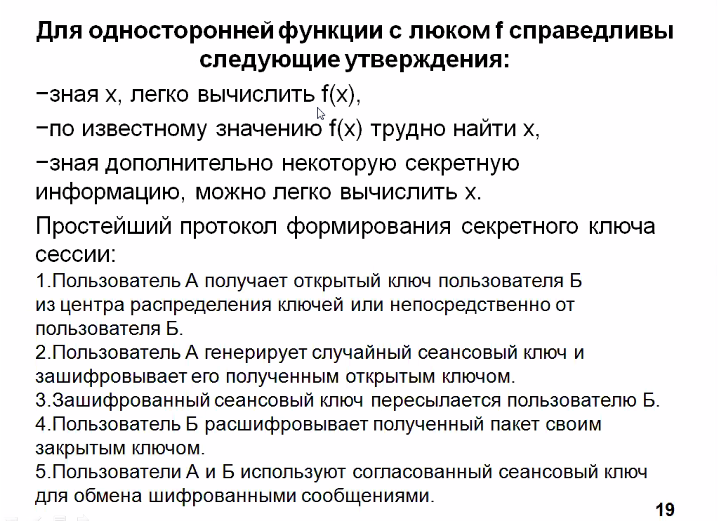 Для односторонней функции с люком f справедливы
следующие утверждения:
−зная x, легко вычислить f(x),
−по известному значению f(x) трудно найти x,
−зная дополнительно некоторую секретную
информацию, можно легко вычислить x.
Простейший протокол формирования секретного ключа
сессии:
1.Пользователь А получает открытый ключ пользователя Б
из центра распределения ключей или непосредственно от
пользователя Б.
2.Пользователь А генерирует случайный сеансовый ключ и
зашифровывает его полученным открытым ключом.
3.Зашифрованный сеансовый ключ пересылается пользователю Б.
4.Пользователь Б расшифровывает полученный пакет своим
закрытым ключом.
5.Пользователи А и Б используют согласованный сеансовый ключ
для обмена шифрованными сообщениями.
19